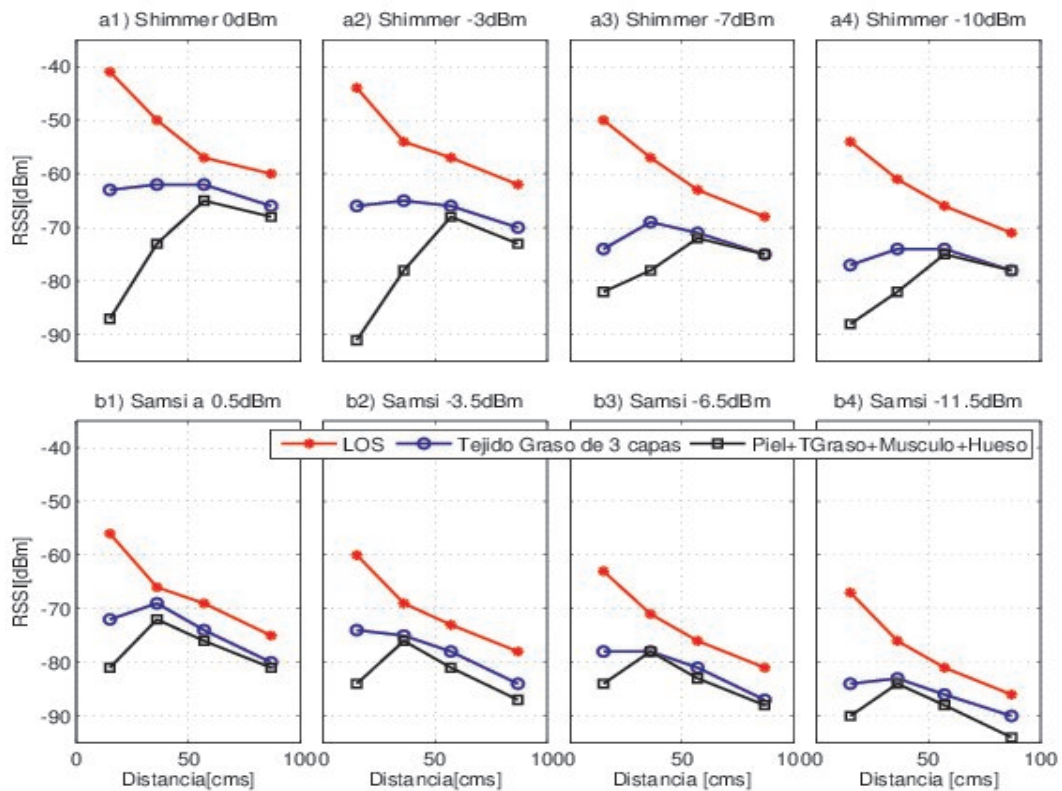 a1) Shimmer 0dBm
a2) Shimmer -3dBm
a3) Shimmer -7dBm
a4) Shimmer -10dBm
RSSI[dBm]
-40
-50
-60
-70
-80
-90
b1) Samsi a 0.5dBm
b2) Samsi -3.5dBm
b3) Samsi -6.5dBm
b4) Samsi -11.5dBm
LOS
Tejido Graso de 3 capas
Piel+TGraso+Musculo+Hueso
RSSI[dBm]
-40
-50
-60
-70
-80
-90
0 50 100 0 50 100 0 50 100 0 50 100
Distancia[cms]
Distancia[cms]
Distancia [cms]
Distancia [cms]